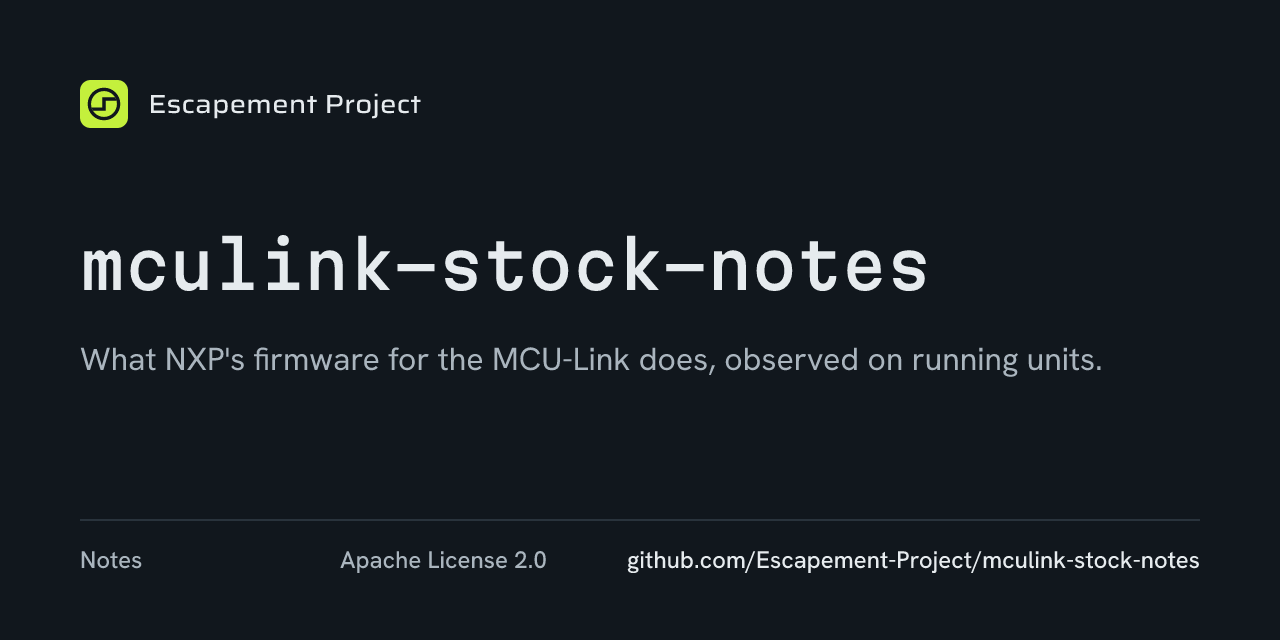 Escapement Project
mculink-stock-notes
What NXP's firmware for the MCU-Link does, observed on running units.
Notes
Apache License 2.0
github.com/Escapement-Project/mculink-stock-notes